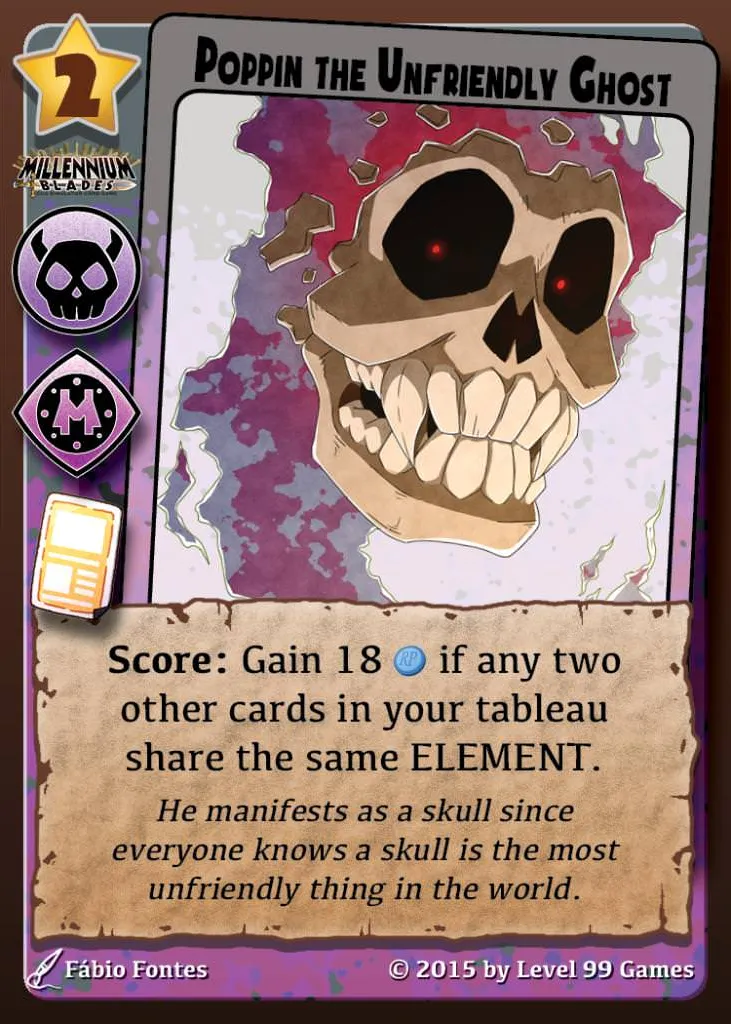 2
Poppin the Unfriendly Ghost
MILLENNIUM
BLADES
M
Score: Gain 18 RP if any two
other cards in your tableau
share the same ELEMENT.
He manifests as a skull since
everyone knows a skull is the most
unfriendly thing in the world.
Fábio Fontes
© 2015 by Level 99 Games